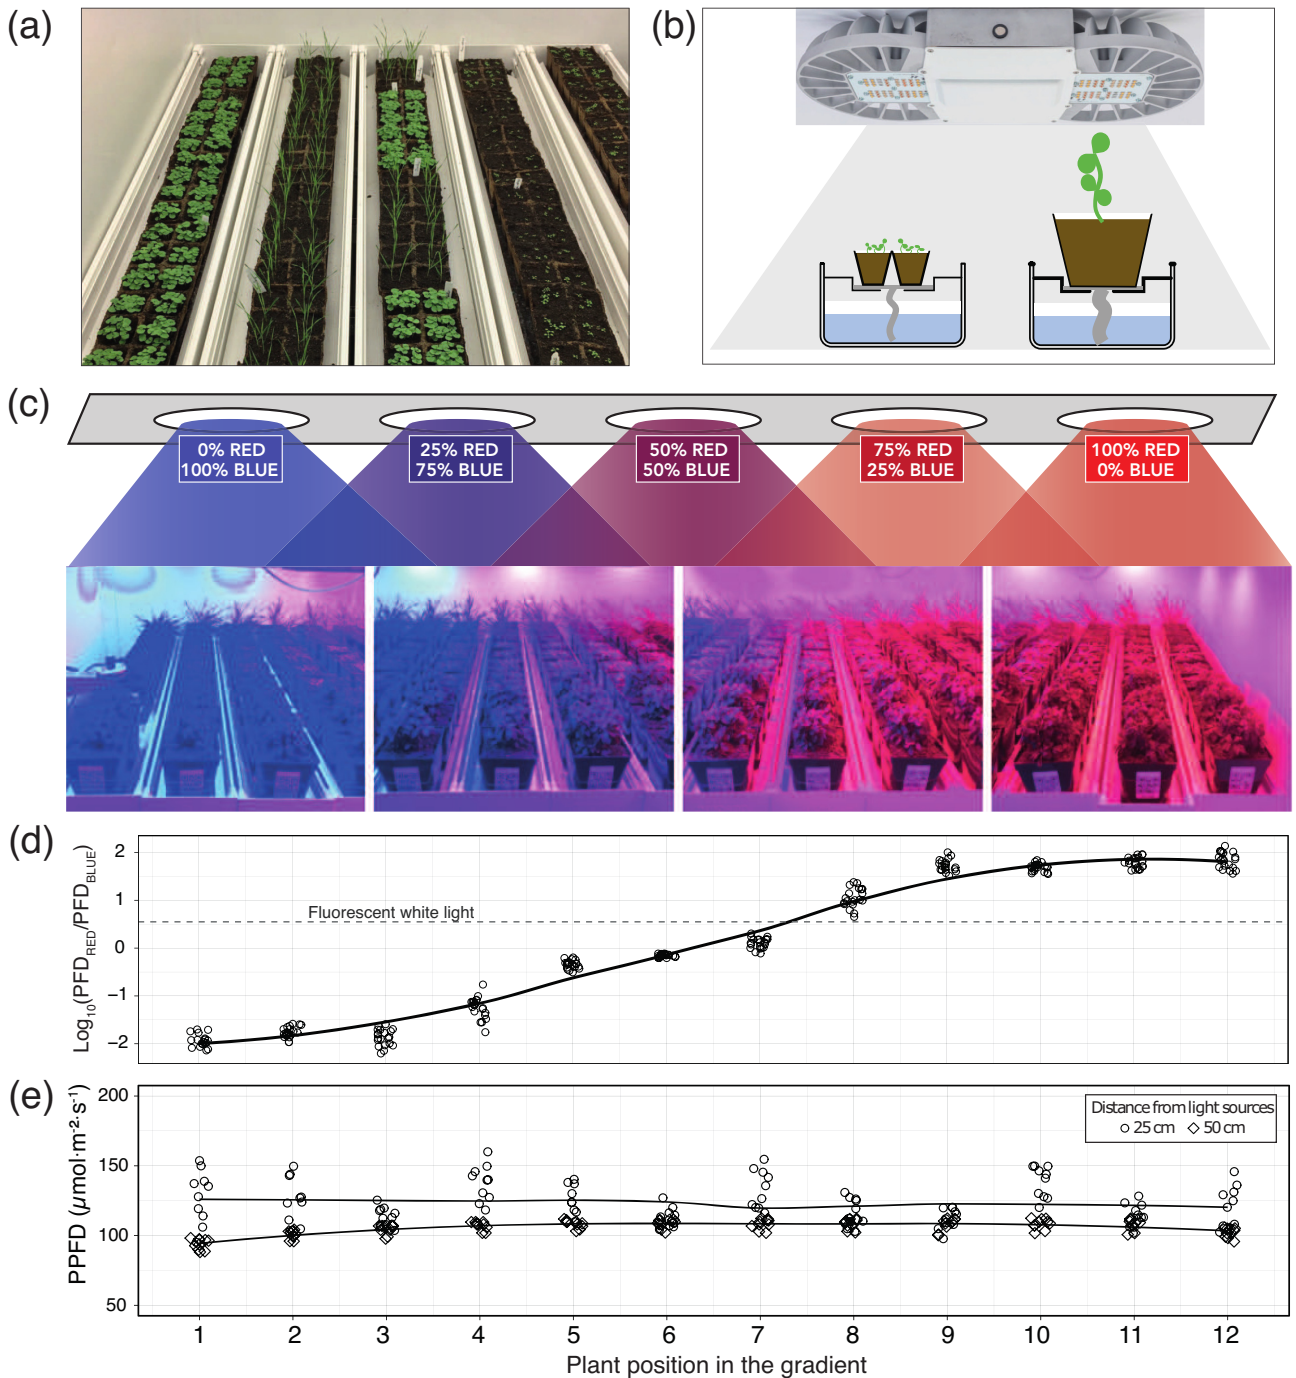 (a)
(b)
(c)
0% RED
100% BLUE
25% RED
75% BLUE
50% RED
50% BLUE
75% RED
25% BLUE
100% RED
0% BLUE
(d)
Log₁₀(PFD_RED/PFD_BLUE)
2
1
0
−1
−2
Fluorescent white light
(e)
PPFD (µmol·m⁻²·s⁻¹)
200
150
100
50
Distance from light sources
25 cm 50 cm
1 2 3 4 5 6 7 8 9 10 11 12
Plant position in the gradient